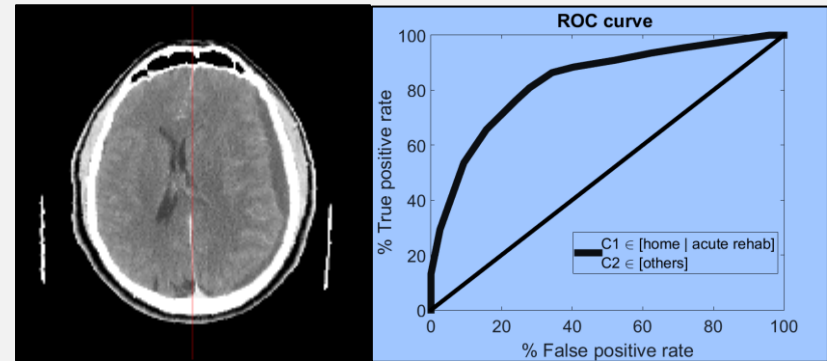 ROC curve
100
80
60
40
20
0
% True positive rate
C1 ∈ [home | acute rehab]
C2 ∈ [others]
0 20 40 60 80 100
% False positive rate